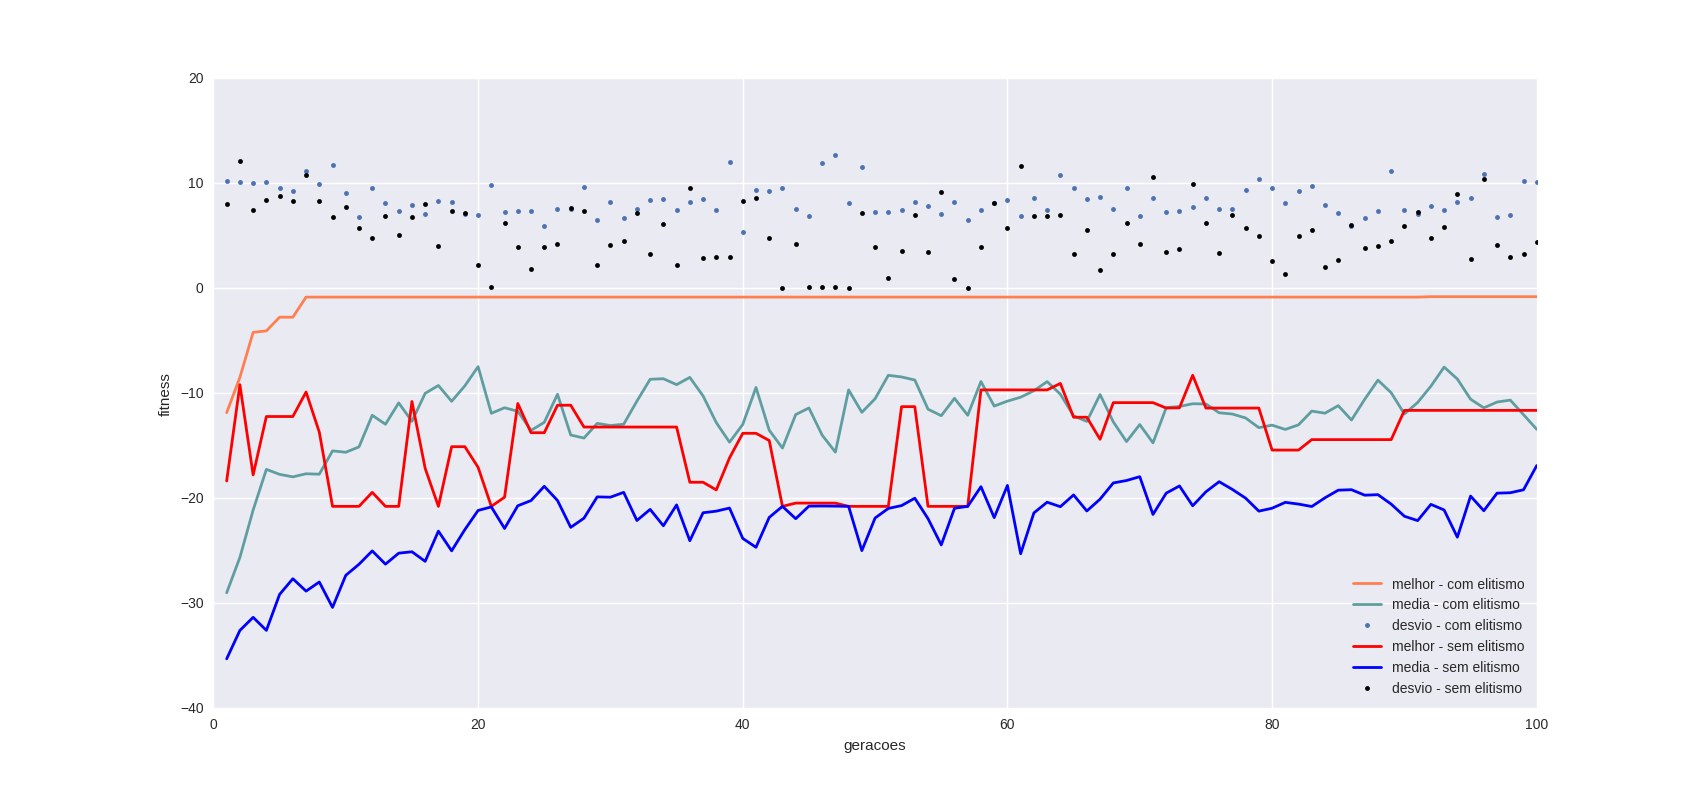 20
10
0
−10
−20
−30
−40
fitness
0
20
40
60
80
100
geracoes
melhor - com elitismo
media - com elitismo
desvio - com elitismo
melhor - sem elitismo
media - sem elitismo
desvio - sem elitismo